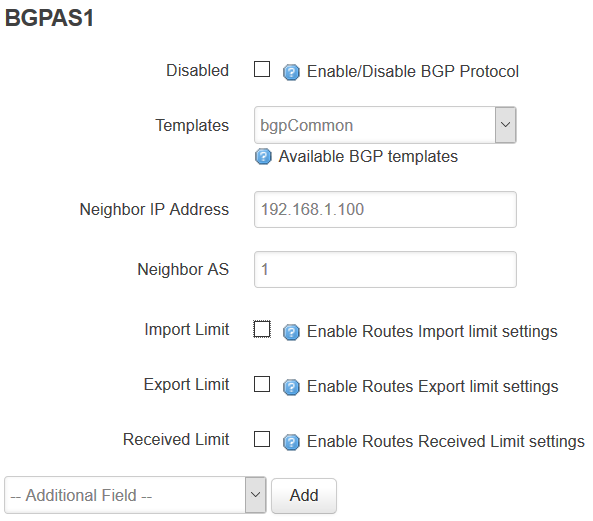 BGPAS1
Disabled ? Enable/Disable BGP Protocol
Templates bgpCommon
? Available BGP templates
Neighbor IP Address 192.168.1.100
Neighbor AS 1
Import Limit ? Enable Routes Import limit settings
Export Limit ? Enable Routes Export limit settings
Received Limit ? Enable Routes Received Limit settings
-- Additional Field -- Add